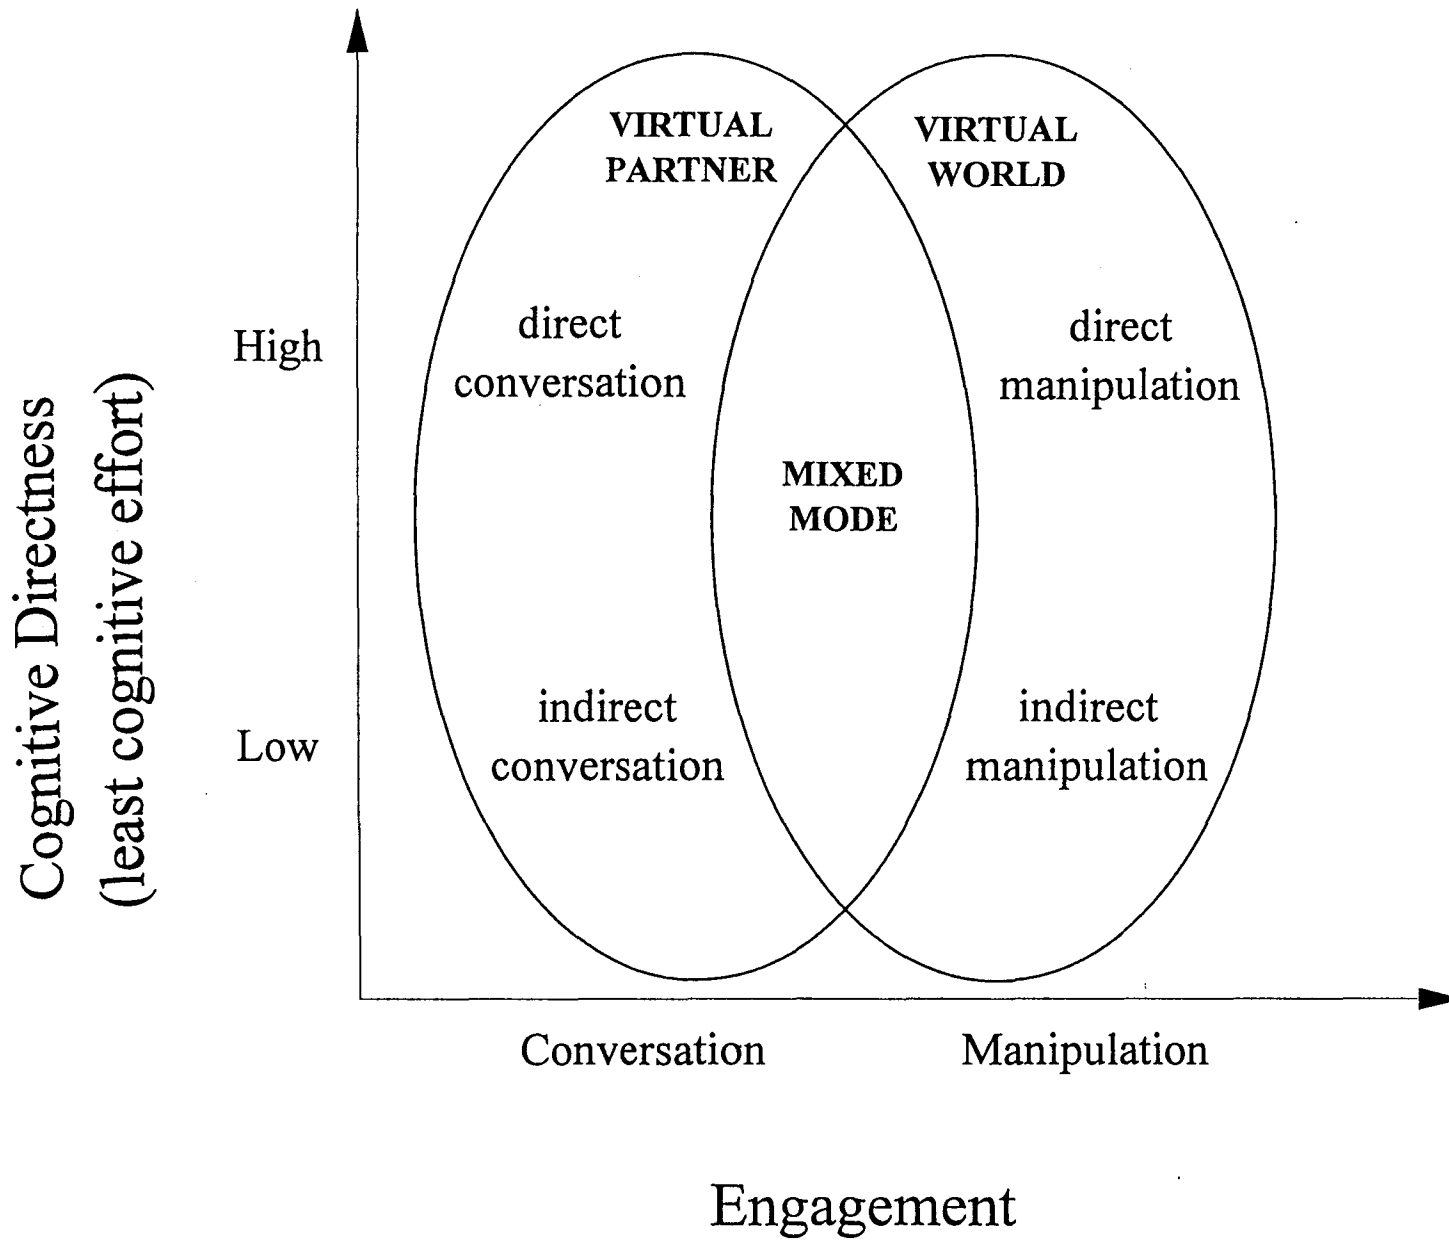 VIRTUAL
PARTNER
VIRTUAL
WORLD
High
direct
conversation
direct
manipulation
MIXED
MODE
Cognitive Directness
(least cognitive effort)
Low
indirect
conversation
indirect
manipulation
Conversation
Manipulation
Engagement